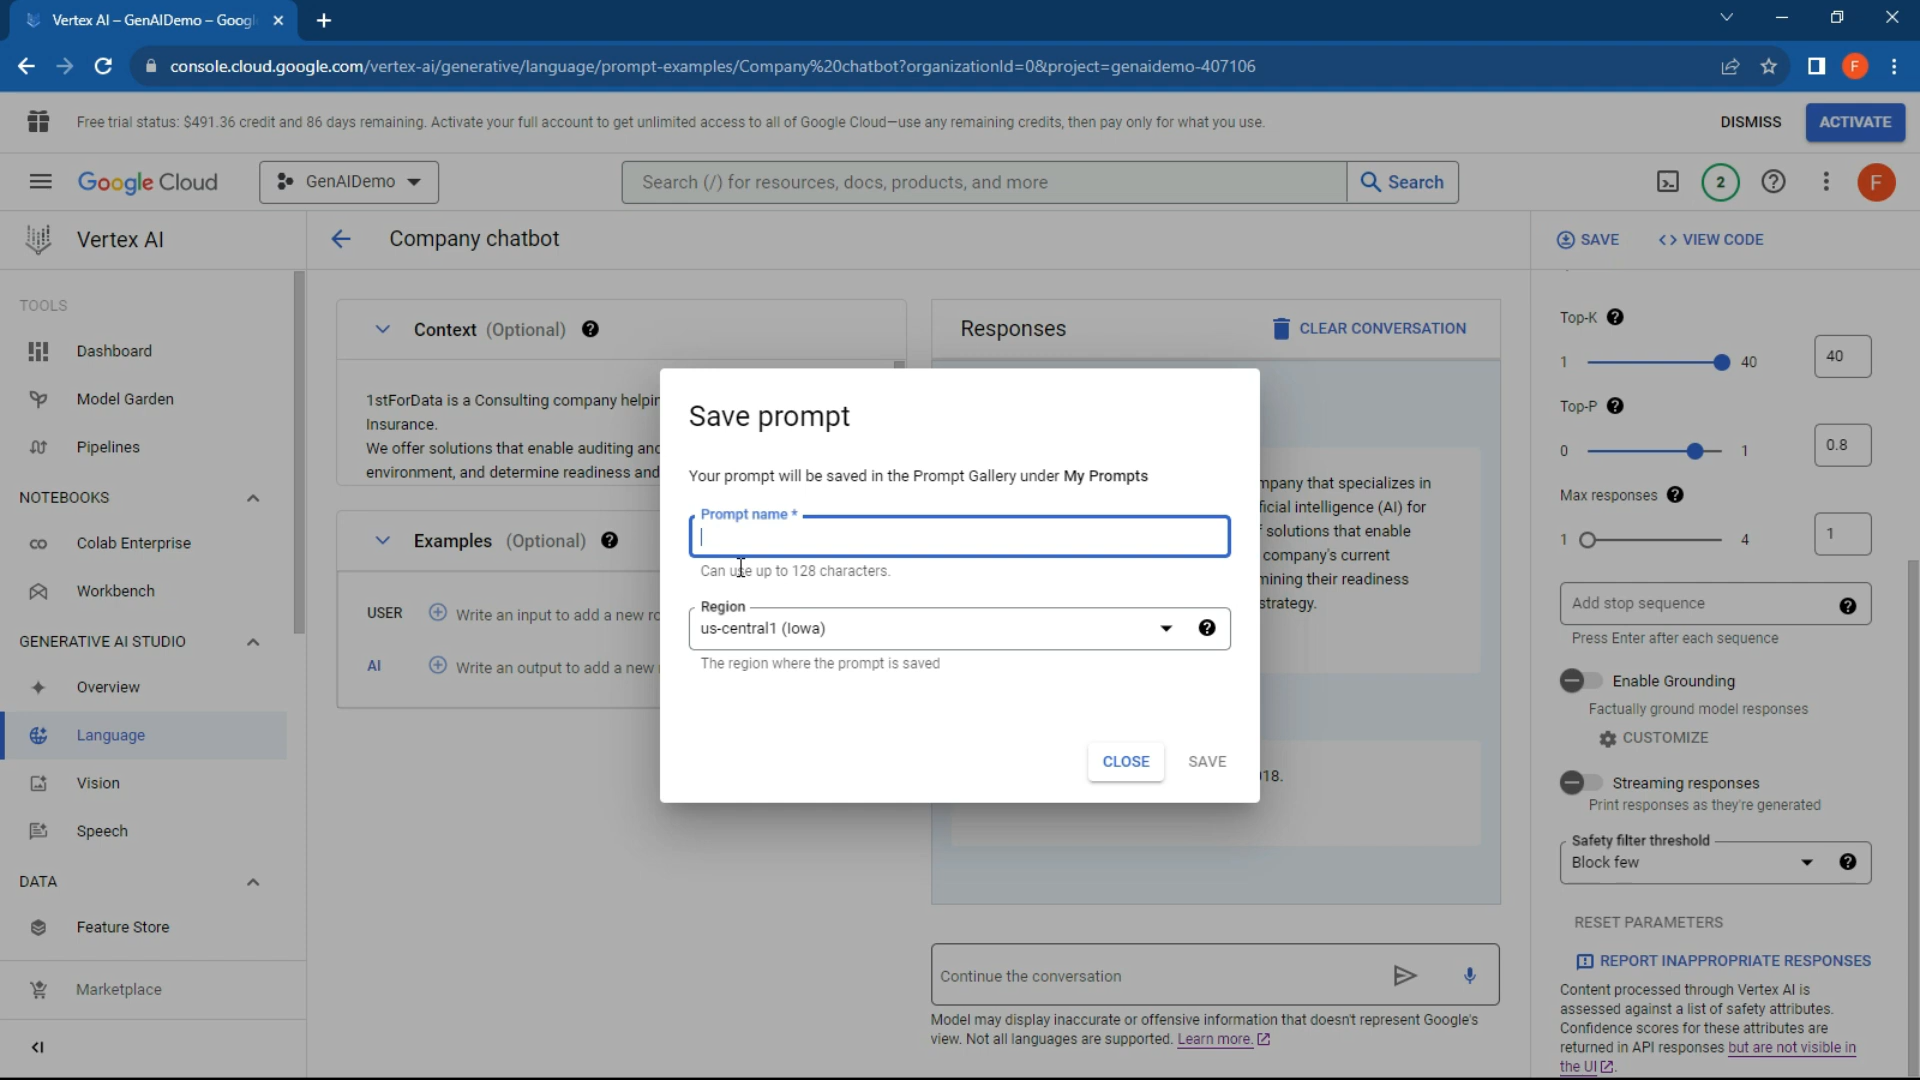 Vertex AI – GenAIDemo – Googl
console.cloud.google.com/vertex-ai/generative/language/prompt-examples/Company%20chatbot?organizationId=0&project=genaidemo-407106
F
Free trial status: $491.36 credit and 86 days remaining. Activate your full account to get unlimited access to all of Google Cloud—use any remaining credits, then pay only for what you use.
DISMISS
ACTIVATE
Google Cloud
GenAIDemo
Search (/) for resources, docs, products, and more
Search
2
F
Vertex AI
Company chatbot
SAVE
VIEW CODE
TOOLS
Dashboard
Model Garden
Pipelines
NOTEBOOKS
Colab Enterprise
Workbench
GENERATIVE AI STUDIO
Overview
Language
Vision
Speech
DATA
Feature Store
Marketplace
Context (Optional)
1stForData is a Consulting company helpin
Insurance.
We offer solutions that enable auditing and
environment, and determine readiness and
Examples (Optional)
USER
Write an input to add a new ro
AI
Write an output to add a new
Responses
CLEAR CONVERSATION
mpany that specializes in
ficial intelligence (AI) for
f solutions that enable
company's current
mining their readiness
strategy.
018.
Continue the conversation
Model may display inaccurate or offensive information that doesn't represent Google's
view. Not all languages are supported. Learn more.
Save prompt
Your prompt will be saved in the Prompt Gallery under My Prompts
Prompt name *
Can use up to 128 characters.
Region
us-central1 (Iowa)
The region where the prompt is saved
CLOSE
SAVE
Top-K
1
40
40
Top-P
0
1
0.8
Max responses
1
4
1
Add stop sequence
Press Enter after each sequence
Enable Grounding
Factually ground model responses
CUSTOMIZE
Streaming responses
Print responses as they're generated
Safety filter threshold
Block few
RESET PARAMETERS
REPORT INAPPROPRIATE RESPONSES
Content processed through Vertex AI is
assessed against a list of safety attributes.
Confidence scores for these attributes are
returned in API responses but are not visible in
the UI.